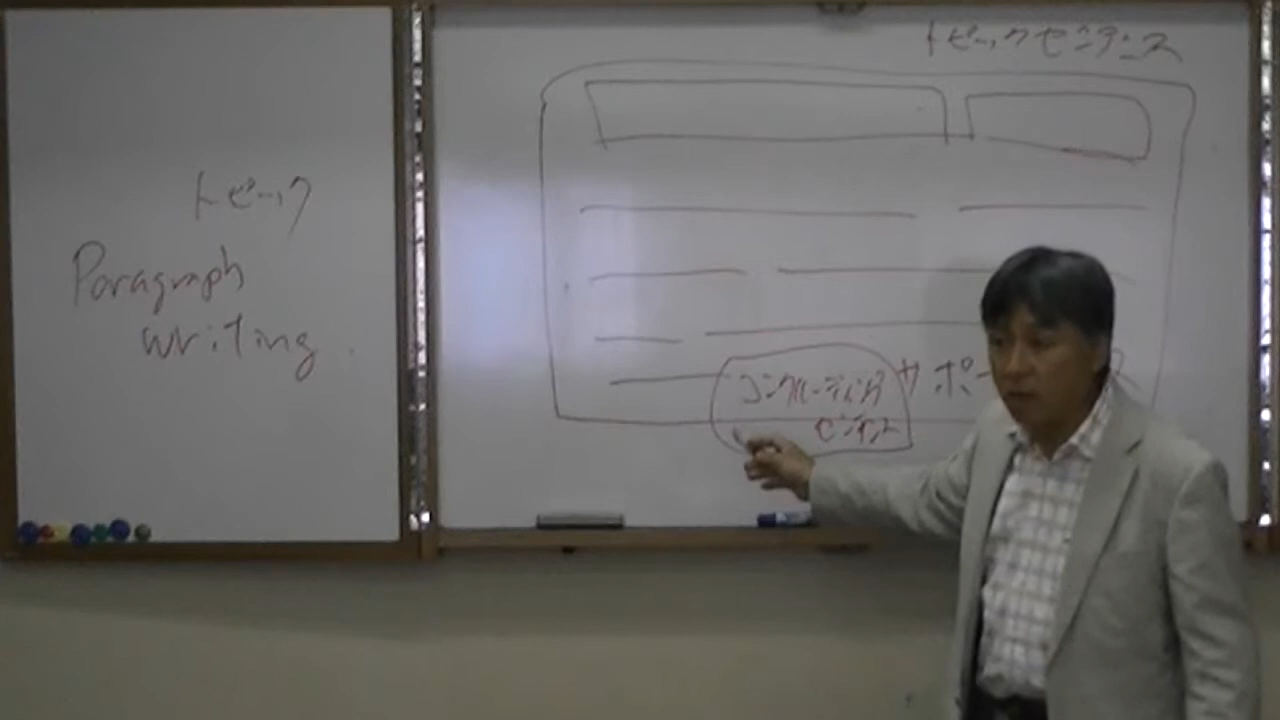 トピック
Paragraph
writing.
トピックセンテンス
コンクルーディング
センテンス
サポー